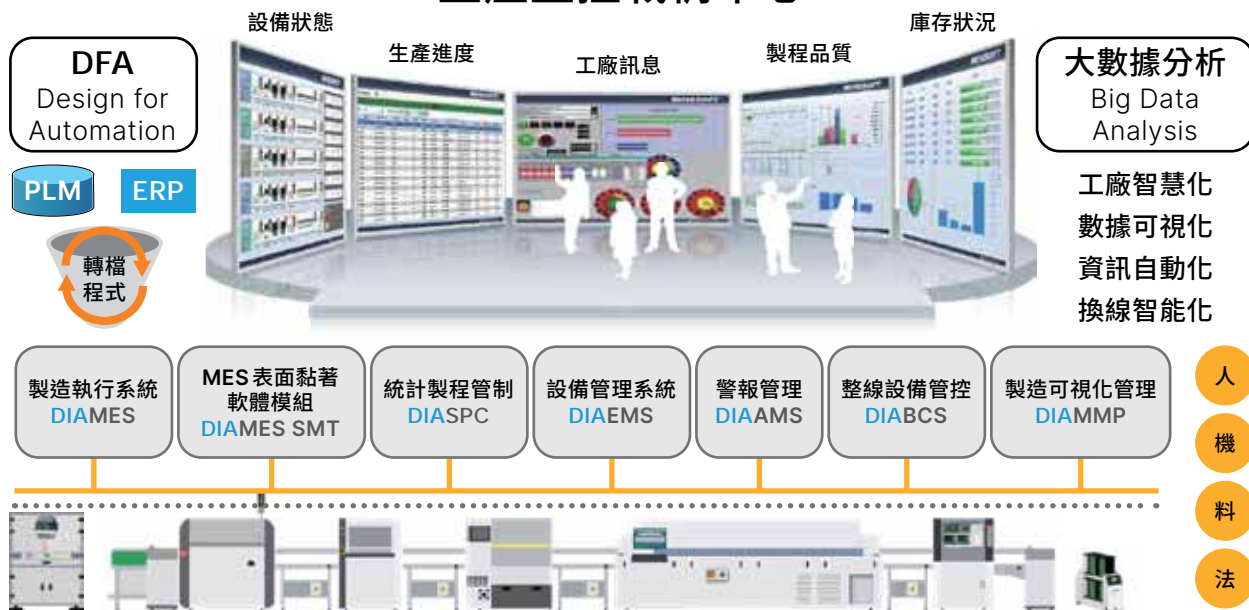 設備狀態
庫存狀況
生產進度
工廠訊息
製程品質
DFA
Design for
Automation
大數據分析
Big Data
Analysis
PLM
ERP
轉檔
程式
工廠智慧化
數據可視化
資訊自動化
換線智能化
製造執行系統
DIAMES
MES表面黏著
軟體模組
DIAMES SMT
統計製程管制
DIASPC
設備管理系統
DIAEMS
警報管理
DIAAMS
整線設備管控
DIABCS
製造可視化管理
DIAMMP
人
機
料
法